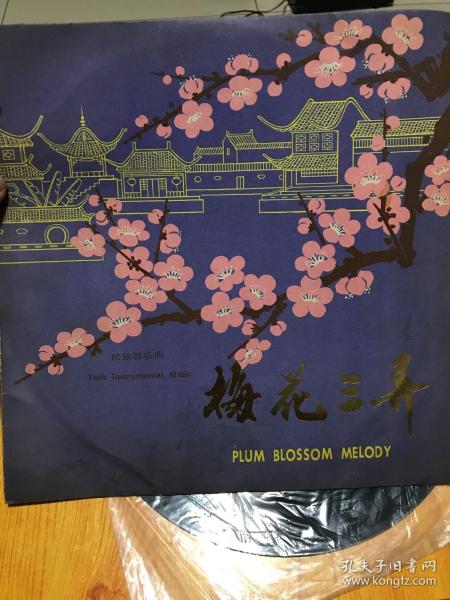 民族器乐曲
Folk Instrumental Music
梅花三弄
PLUM BLOSSOM MELODY
孔夫子旧书网
www.kongfz.com